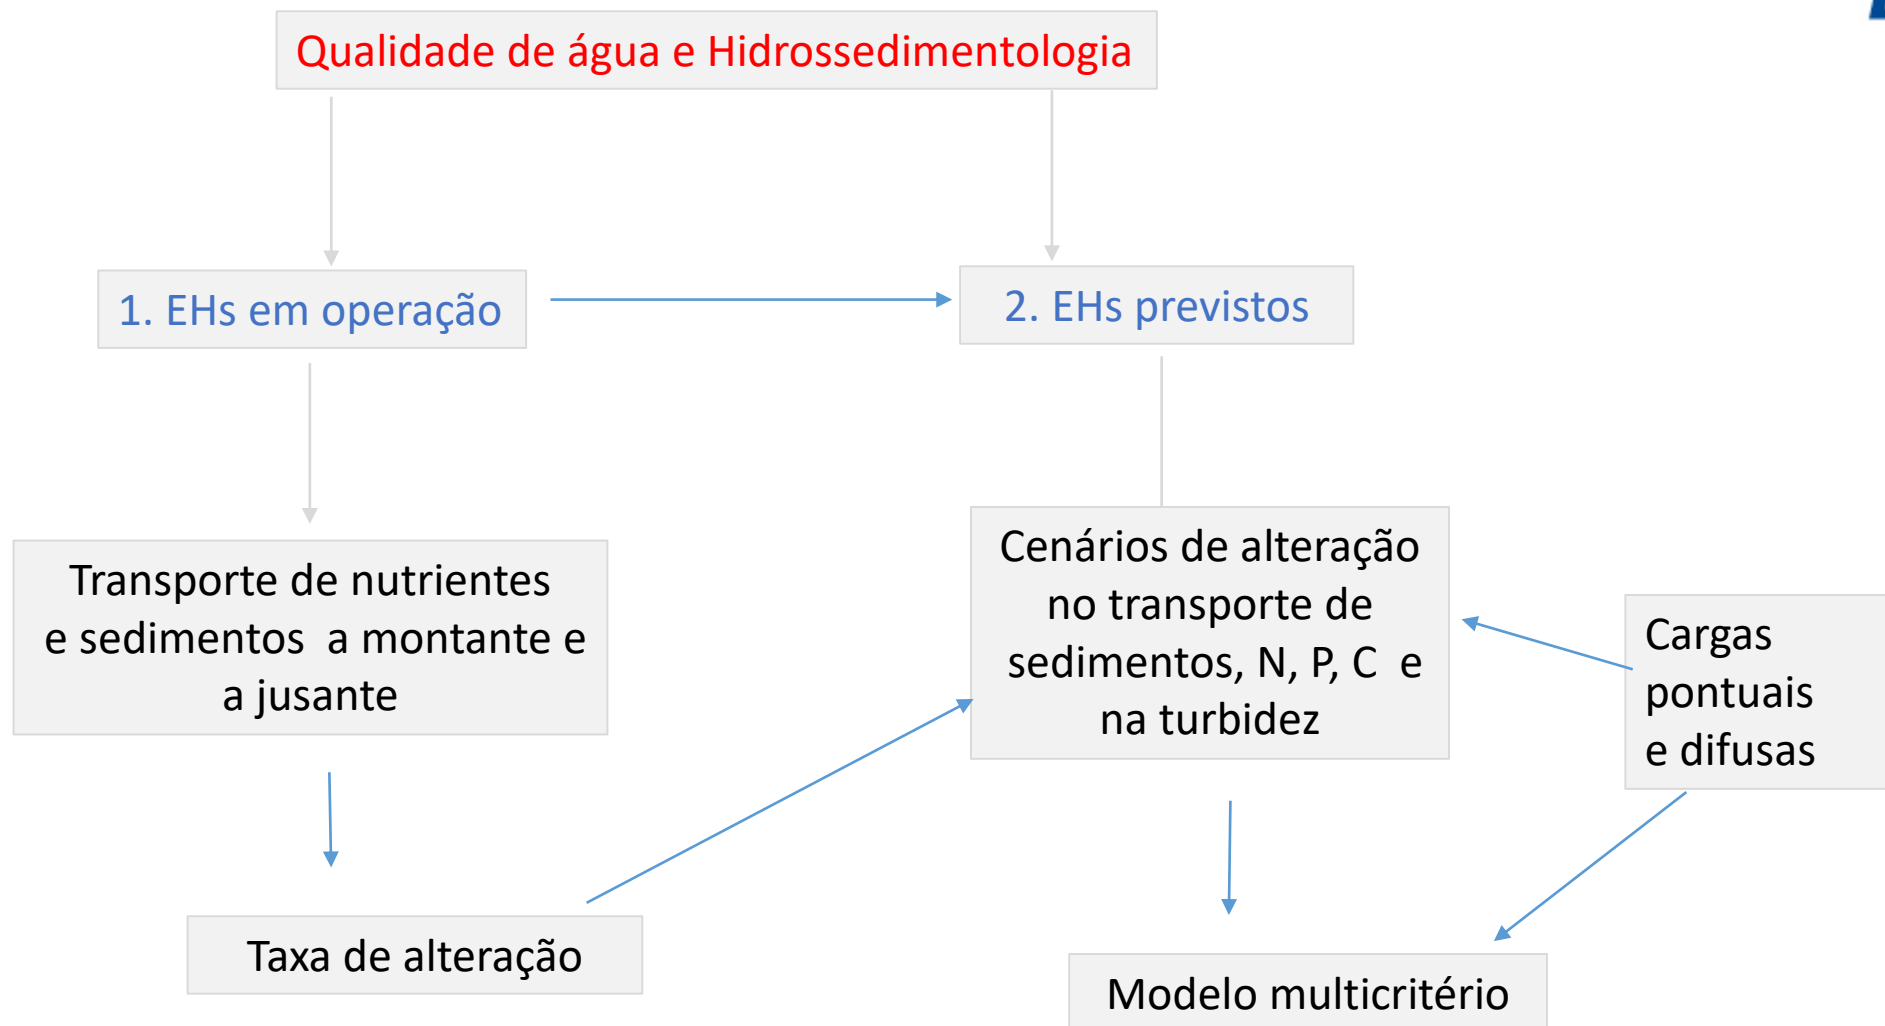 Qualidade de água e Hidrossedimentologia
1. EHs em operação
2. EHs previstos
Transporte de nutrientes
e sedimentos a montante e
a jusante
Cenários de alteração
no transporte de
sedimentos, N, P, C e
na turbidez
Cargas
pontuais
e difusas
Taxa de alteração
Modelo multicritério